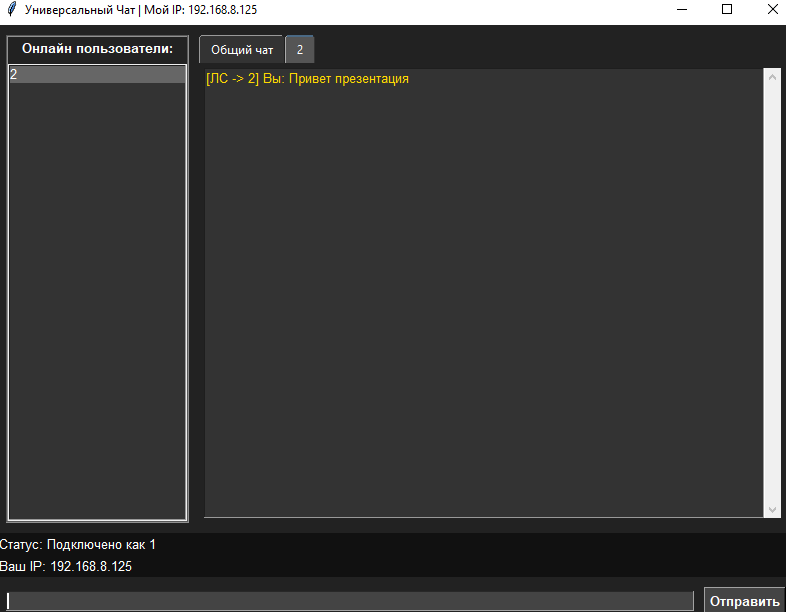 Универсальный Чат | Мой IP: 192.168.8.125
Онлайн пользователи:
2
Общий чат
2
[ЛС -> 2] Вы: Привет презентация
Статус: Подключено как 1
Ваш IP: 192.168.8.125
Отправить